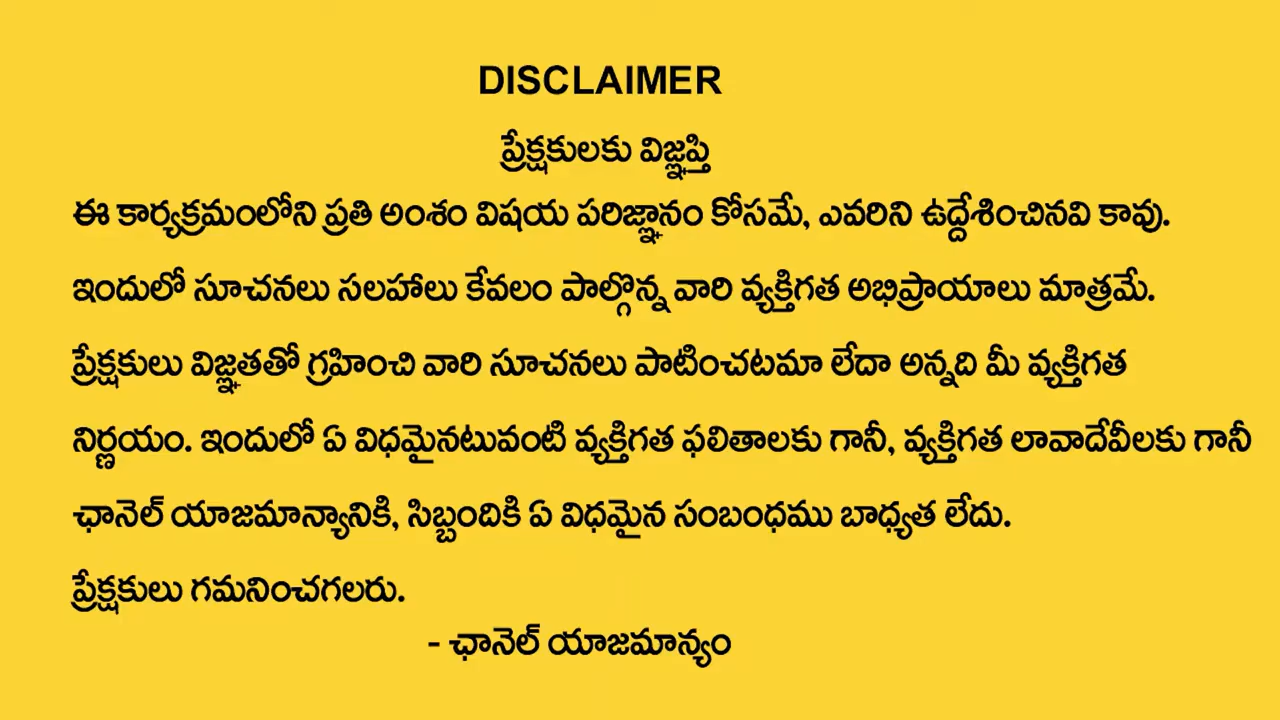 DISCLAIMER
ప్రేక్షకులకు విజ్ఞప్తి
ఈ కార్యక్రమంలోని ప్రతి అంశం విషయ పరిజ్ఞానం కోసమే, ఎవరిని ఉద్దేశించినవి కావు.
ఇందులో సూచనలు సలహాలు కేవలం పాల్గొన్న వారి వ్యక్తిగత అభిప్రాయాలు మాత్రమే.
ప్రేక్షకులు విజ్ఞతతో గ్రహించి వారి సూచనలు పాటించటమా లేదా అన్నది మీ వ్యక్తిగత
నిర్ణయం. ఇందులో ఏ విధమైనటువంటి వ్యక్తిగత ఫలితాలకు గానీ, వ్యక్తిగత లావాదేవీలకు గానీ
ఛానెల్ యాజమాన్యానికి, సిబ్బందికి ఏ విధమైన సంబంధము బాధ్యత లేదు.
ప్రేక్షకులు గమనించగలరు.
- ఛానెల్ యాజమాన్యం